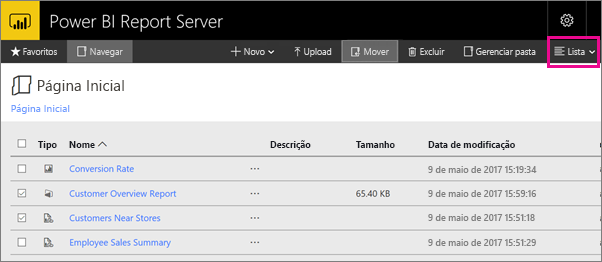 Power BI Report Server
Favoritos Navegar Novo Upload Mover Excluir Gerenciar pasta Lista
Página Inicial
Página Inicial
Tipo Nome Descrição Tamanho Data de modificação
Conversion Rate ... 9 de maio de 2017 15:19:34
Customer Overview Report ... 65.40 KB 9 de maio de 2017 15:59:16
Customers Near Stores ... 9 de maio de 2017 15:51:18
Employee Sales Summary ... 9 de maio de 2017 15:51:29